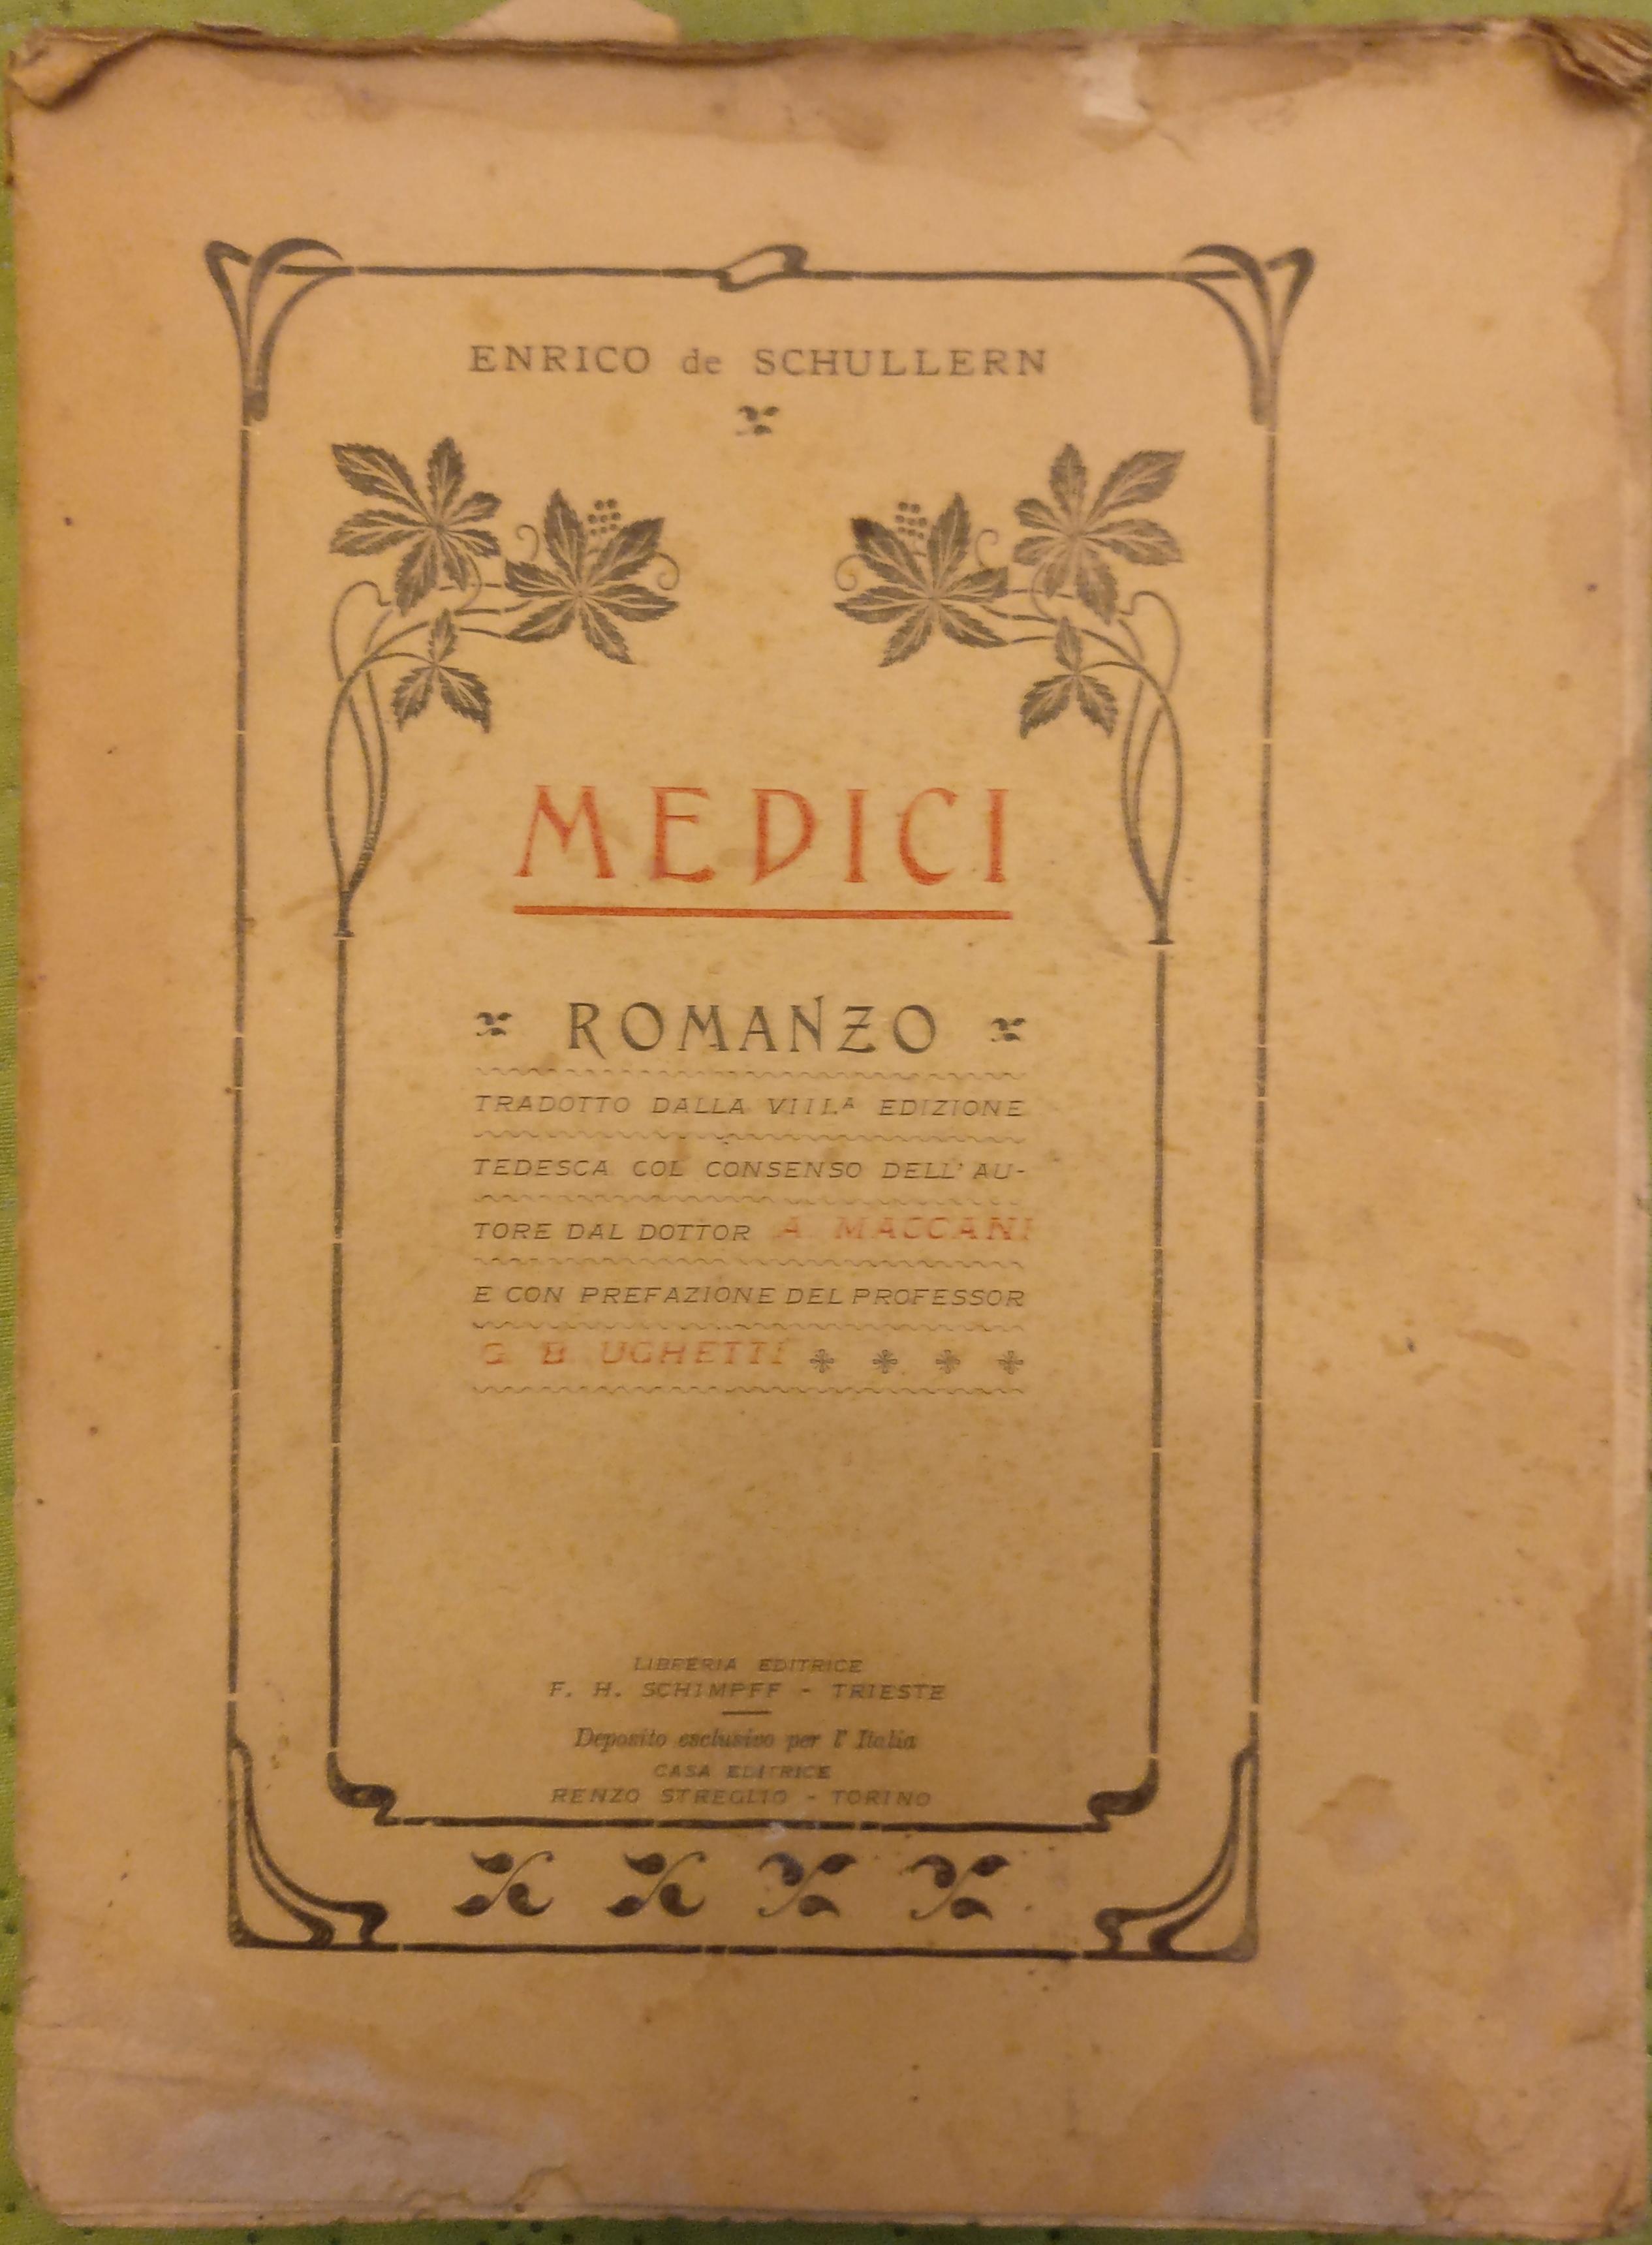 ENRICO de SCHULLERN
MEDICI
ROMANZO
TRADOTTO DALLA VIII.ᴬ EDIZIONE
TEDESCA COL CONSENSO DELL' AU-
TORE DAL DOTTOR A MACCANI
E CON PREFAZIONE DEL PROFESSOR
G B UGHETTI
LIBRERIA EDITRICE
F. H. SCHIMPFF - TRIESTE
Deposito esclusivo per l' Italia
CASA EDITRICE
RENZO STREGLIO - TORINO